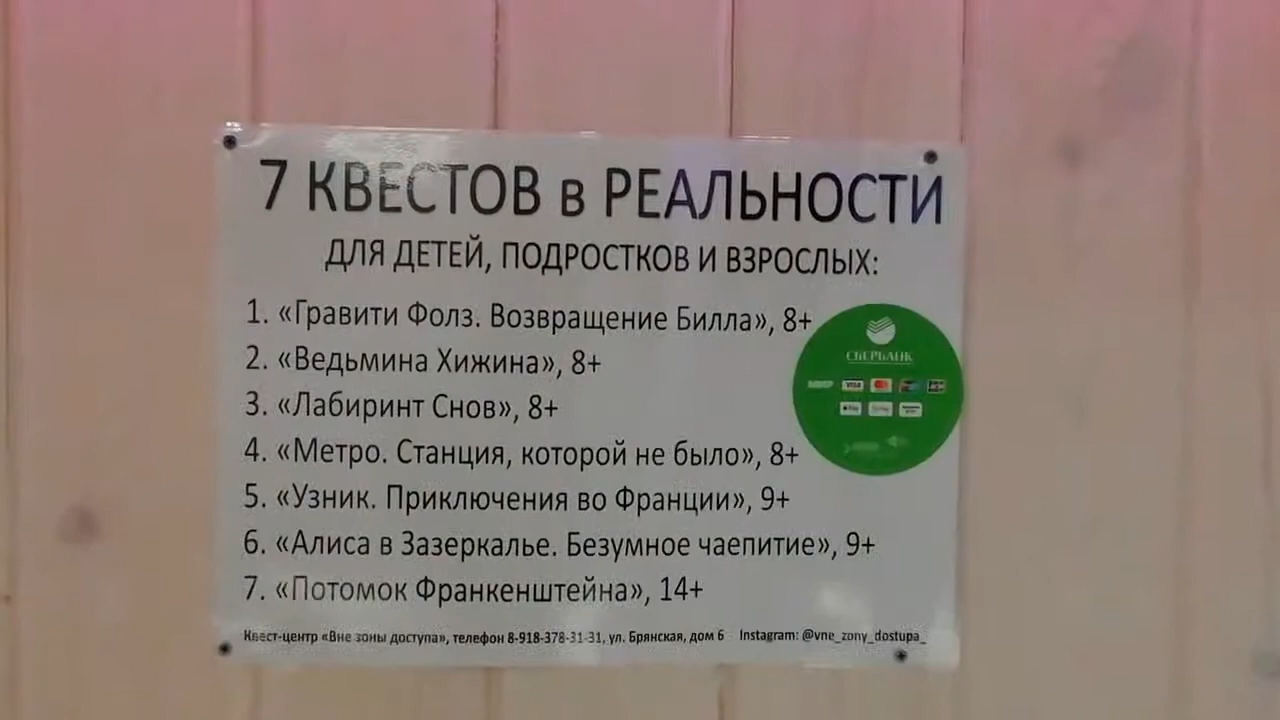 7 КВЕСТОВ в РЕАЛЬНОСТИ
ДЛЯ ДЕТЕЙ, ПОДРОСТКОВ И ВЗРОСЛЫХ:
1. «Гравити Фолз. Возвращение Билла», 8+
2. «Ведьмина Хижина», 8+
3. «Лабиринт Снов», 8+
4. «Метро. Станция, которой не было», 8+
5. «Узник. Приключения во Франции», 9+
6. «Алиса в Зазеркалье. Безумное чаепитие», 9+
7. «Потомок Франкенштейна», 14+
Квест-центр «Вне зоны доступа», телефон 8-918-378-31-31, ул. Брянская, дом 6 Instagram: @vne_zony_dostupa_
СБЕРБАНК
МИР VISA